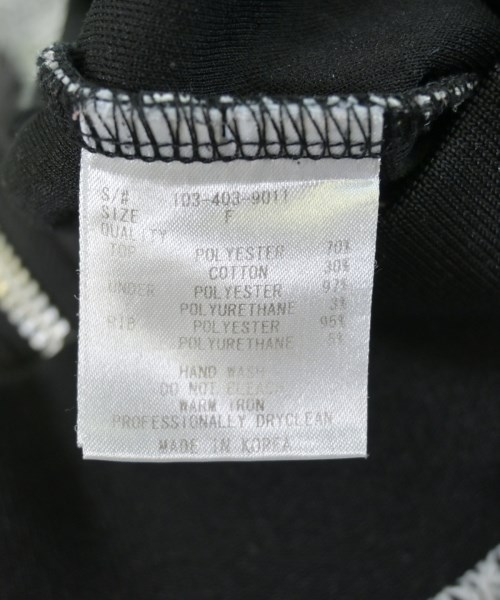 S/# 103-403-9011
SIZE F
QUALITY
TOP POLYESTER 70%
COTTON 30%
UNDER POLYESTER 97%
POLYURETHANE 3%
RIB POLYESTER 95%
POLYURETHANE 5%
HAND WASH
DO NOT BLEACH
WARM IRON
PROFESSIONALLY DRYCLEAN
MADE IN KOREA